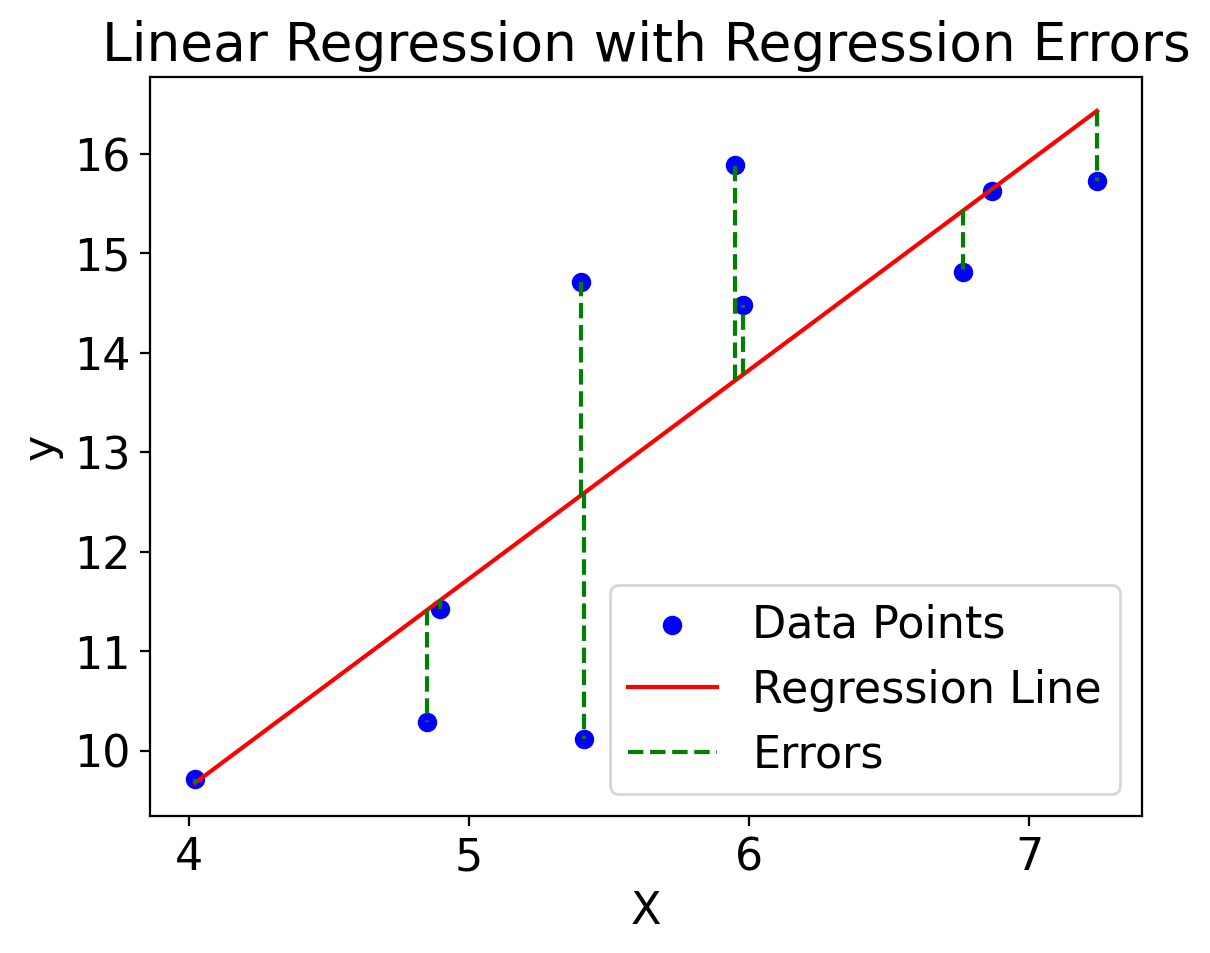 Linear Regression with Regression Errors
16
15
14
13
12
11
10
y
Data Points
Regression Line
Errors
4 5 6 7
X